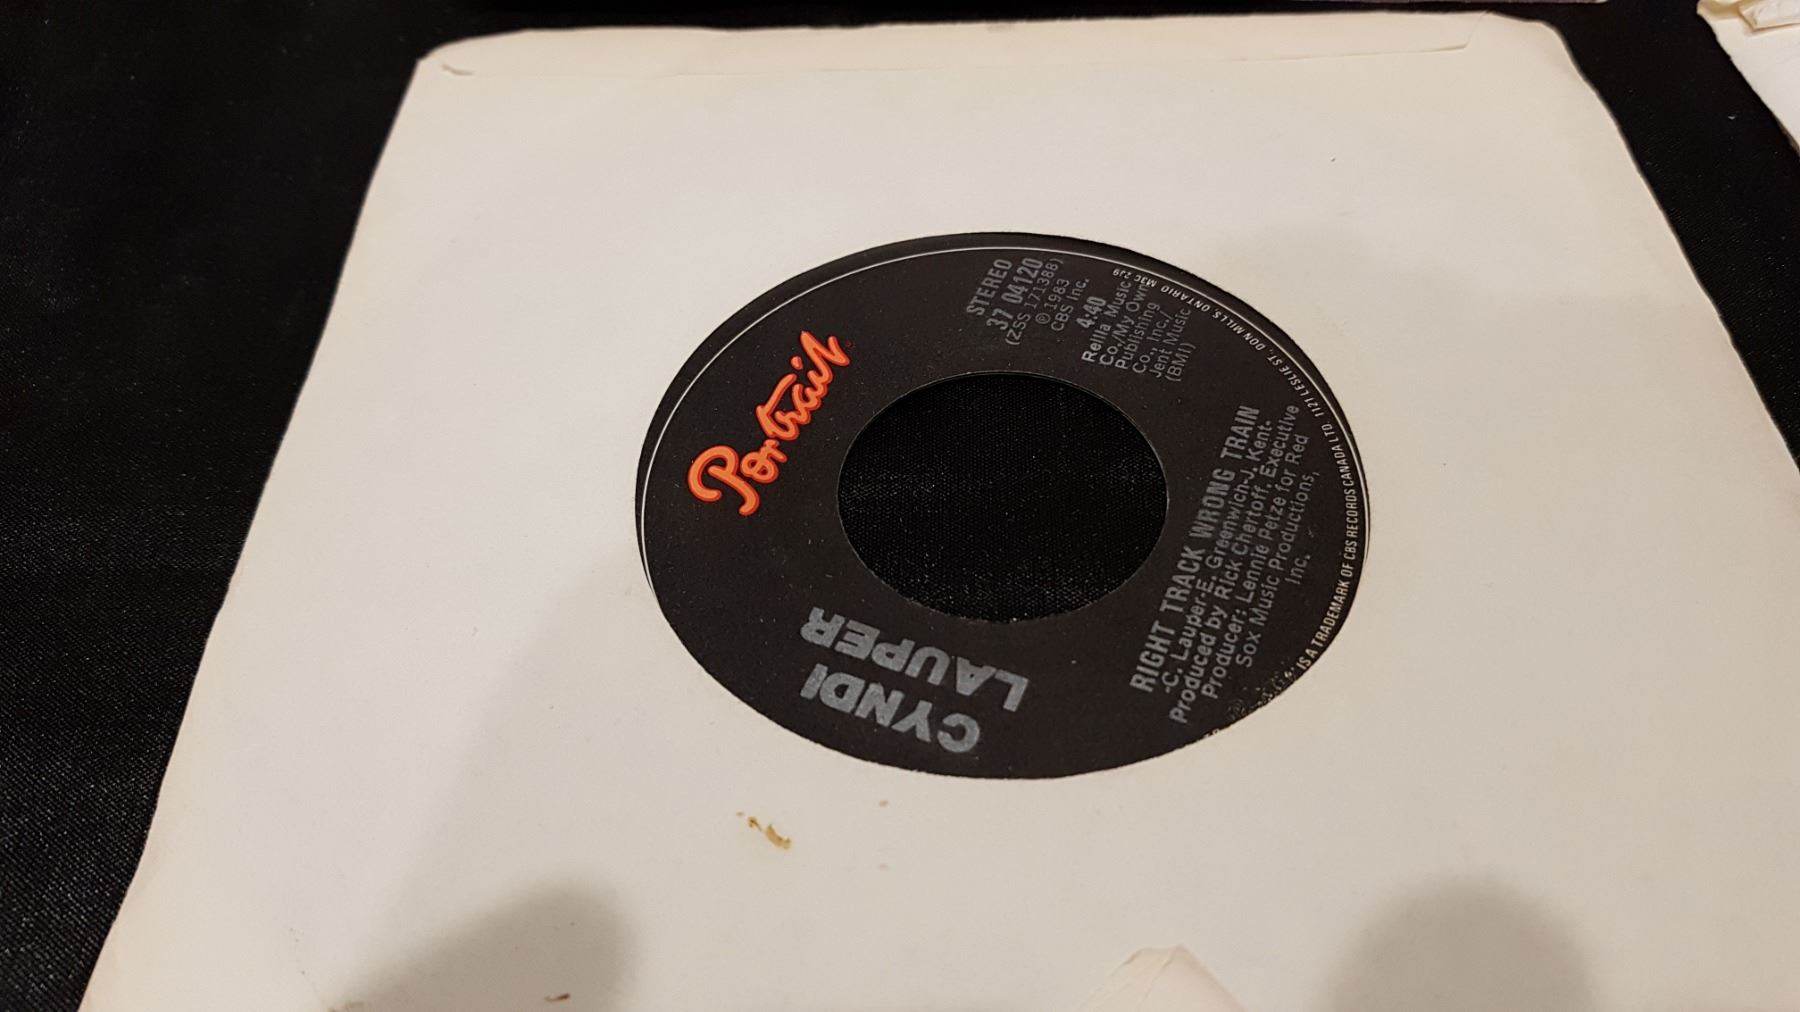 Portrait
STEREO
37 04120
(ZSS 171388)
© 1983
CBS Inc.
4:40
Rellla Music
Co./My Own
Publishing
Co., Inc./
Jent Music
(BMI)
RIGHT TRACK WRONG TRAIN
-C. Lauper-E. Greenwich-J. Kent-
Produced by Rick Chertoff, Executive
Producer: Lennie Petze for Red
Sox Music Productions,
Inc.
CYNDI
LAUPER
IS A TRADEMARK OF CBS RECORDS CANADA LTD. 1121 LESLIE ST. DON MILLS, ONTARIO M3C 2J9